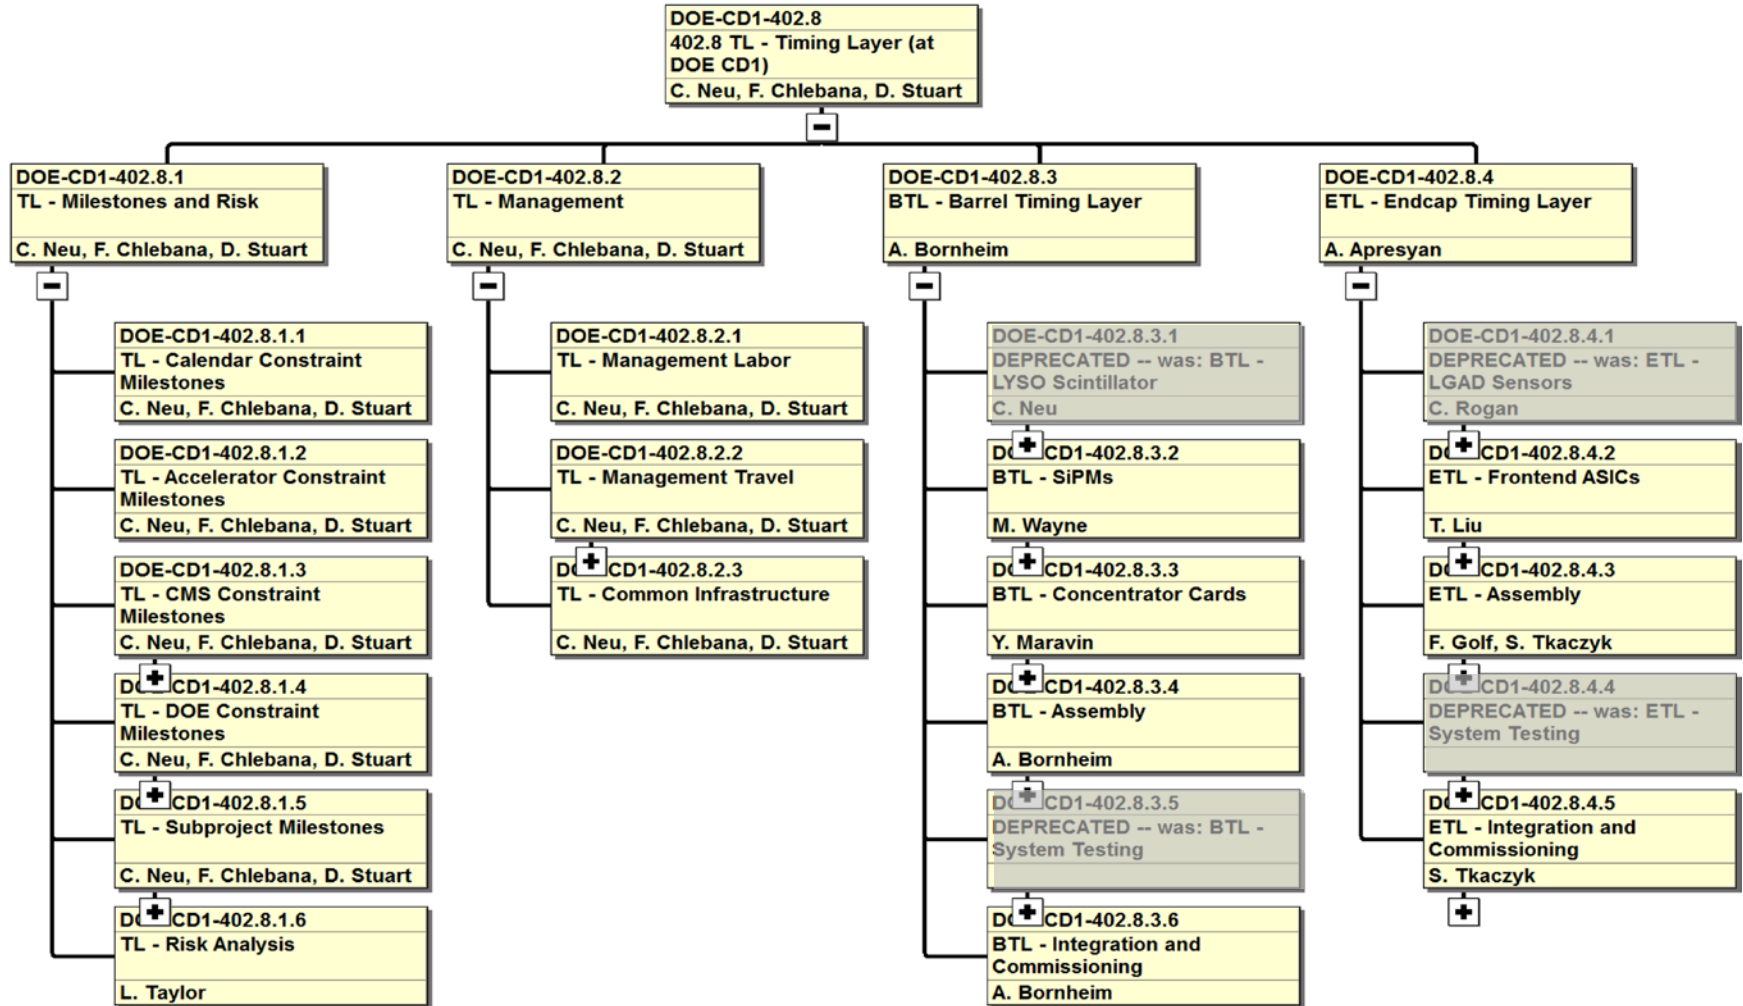 DOE-CD1-402.8
402.8 TL - Timing Layer (at
DOE CD1)
C. Neu, F. Chlebana, D. Stuart
DOE-CD1-402.8.1
TL - Milestones and Risk
C. Neu, F. Chlebana, D. Stuart
DOE-CD1-402.8.1.1
TL - Calendar Constraint
Milestones
C. Neu, F. Chlebana, D. Stuart
DOE-CD1-402.8.1.2
TL - Accelerator Constraint
Milestones
C. Neu, F. Chlebana, D. Stuart
DOE-CD1-402.8.1.3
TL - CMS Constraint
Milestones
C. Neu, F. Chlebana, D. Stuart
DOE-CD1-402.8.1.4
TL - DOE Constraint
Milestones
C. Neu, F. Chlebana, D. Stuart
DOE-CD1-402.8.1.5
TL - Subproject Milestones
C. Neu, F. Chlebana, D. Stuart
DOE-CD1-402.8.1.6
TL - Risk Analysis
L. Taylor
DOE-CD1-402.8.2
TL - Management
C. Neu, F. Chlebana, D. Stuart
DOE-CD1-402.8.2.1
TL - Management Labor
C. Neu, F. Chlebana, D. Stuart
DOE-CD1-402.8.2.2
TL - Management Travel
C. Neu, F. Chlebana, D. Stuart
DOE-CD1-402.8.2.3
TL - Common Infrastructure
C. Neu, F. Chlebana, D. Stuart
DOE-CD1-402.8.3
BTL - Barrel Timing Layer
A. Bornheim
DOE-CD1-402.8.3.1
DEPRECATED -- was: BTL -
LYSO Scintillator
C. Neu
DOE-CD1-402.8.3.2
BTL - SiPMs
M. Wayne
DOE-CD1-402.8.3.3
BTL - Concentrator Cards
Y. Maravin
DOE-CD1-402.8.3.4
BTL - Assembly
A. Bornheim
DOE-CD1-402.8.3.5
DEPRECATED -- was: BTL -
System Testing
DOE-CD1-402.8.3.6
BTL - Integration and
Commissioning
A. Bornheim
DOE-CD1-402.8.4
ETL - Endcap Timing Layer
A. Apresyan
DOE-CD1-402.8.4.1
DEPRECATED -- was: ETL -
LGAD Sensors
C. Rogan
DOE-CD1-402.8.4.2
ETL - Frontend ASICs
T. Liu
DOE-CD1-402.8.4.3
ETL - Assembly
F. Golf, S. Tkaczyk
DOE-CD1-402.8.4.4
DEPRECATED -- was: ETL -
System Testing
DOE-CD1-402.8.4.5
ETL - Integration and
Commissioning
S. Tkaczyk